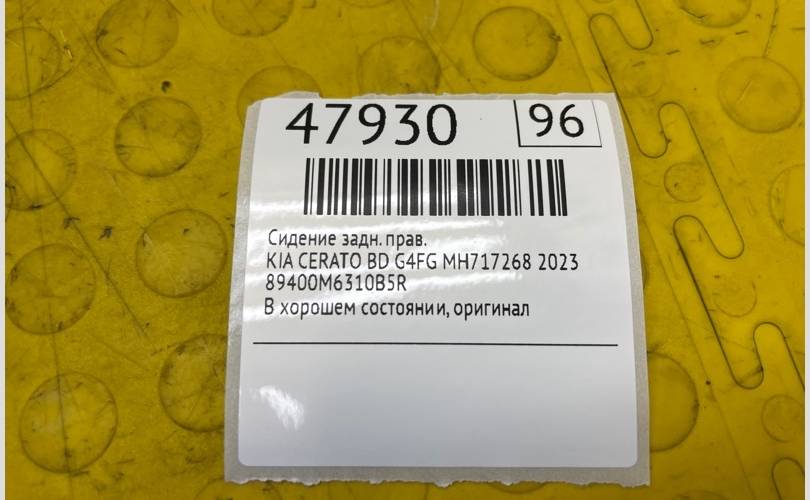 47930 96
Сидение задн. прав.
KIA CERATO BD G4FG MH717268 2023
89400M6310B5R
В хорошем состоянии, оригинал